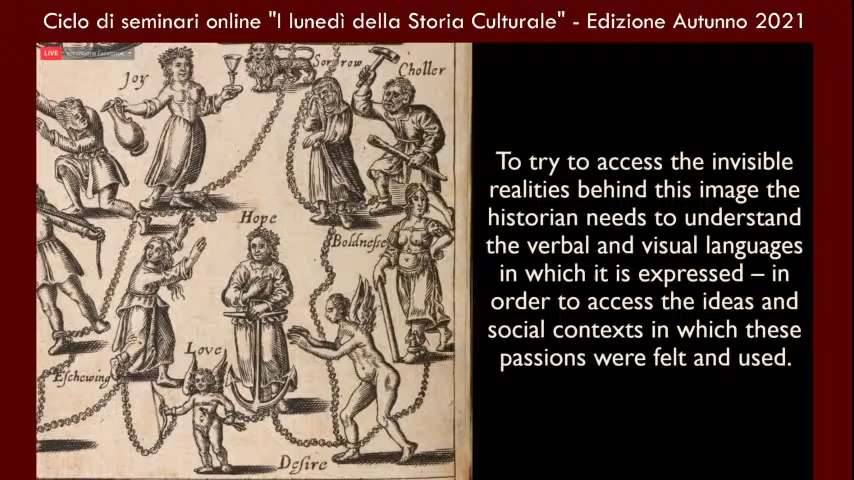 Ciclo di seminari online "I lunedì della Storia Culturale" - Edizione Autunno 2021
LIVE
Joy
Sorrow
Choller
Hope
Boldnesse
Love
Eschewing
Desire
To try to access the invisible
realities behind this image the
historian needs to understand
the verbal and visual languages
in which it is expressed – in
order to access the ideas and
social contexts in which these
passions were felt and used.